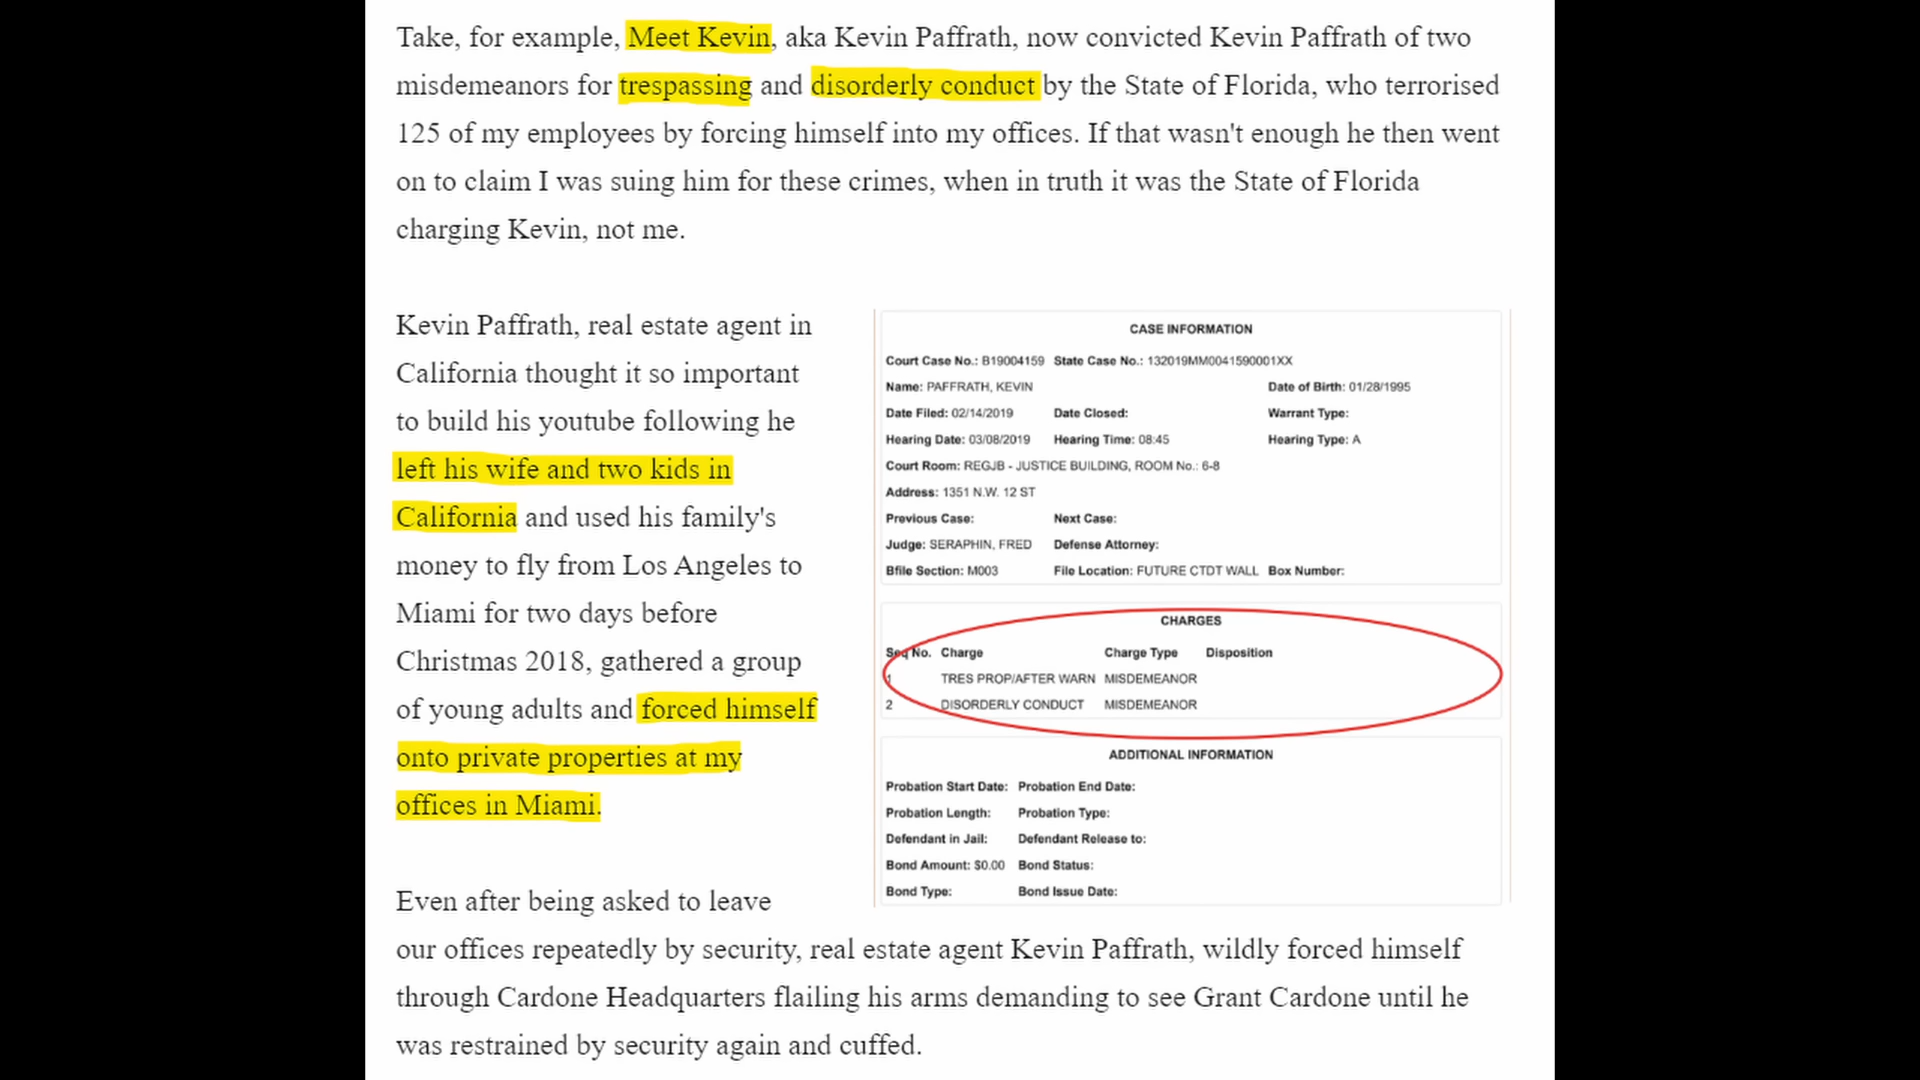 Take, for example, Meet Kevin, aka Kevin Paffrath, now convicted Kevin Paffrath of two
misdemeanors for trespassing and disorderly conduct by the State of Florida, who terrorised
125 of my employees by forcing himself into my offices. If that wasn't enough he then went
on to claim I was suing him for these crimes, when in truth it was the State of Florida
charging Kevin, not me.
Kevin Paffrath, real estate agent in
California thought it so important
to build his youtube following he
left his wife and two kids in
California and used his family's
money to fly from Los Angeles to
Miami for two days before
Christmas 2018, gathered a group
of young adults and forced himself
onto private properties at my
offices in Miami.
CASE INFORMATION
Court Case No.: B19004159 State Case No.: 132019MM0041590001XX
Name: PAFFRATH, KEVIN Date of Birth: 01/28/1995
Date Filed: 02/14/2019 Date Closed: Warrant Type:
Hearing Date: 03/08/2019 Hearing Time: 08:45 Hearing Type: A
Court Room: REGJB - JUSTICE BUILDING, ROOM No.: 6-8
Address: 1351 N.W. 12 ST
Previous Case: Next Case:
Judge: SERAPHIN, FRED Defense Attorney:
Bfile Section: M003 File Location: FUTURE CTDT WALL Box Number:
CHARGES
Seq No. Charge Charge Type Disposition
1 TRES PROP/AFTER WARN MISDEMEANOR
2 DISORDERLY CONDUCT MISDEMEANOR
ADDITIONAL INFORMATION
Probation Start Date: Probation End Date:
Probation Length: Probation Type:
Defendant in Jail: Defendant Release to:
Bond Amount: $0.00 Bond Status:
Bond Type: Bond Issue Date:
Even after being asked to leave
our offices repeatedly by security, real estate agent Kevin Paffrath, wildly forced himself
through Cardone Headquarters flailing his arms demanding to see Grant Cardone until he
was restrained by security again and cuffed.